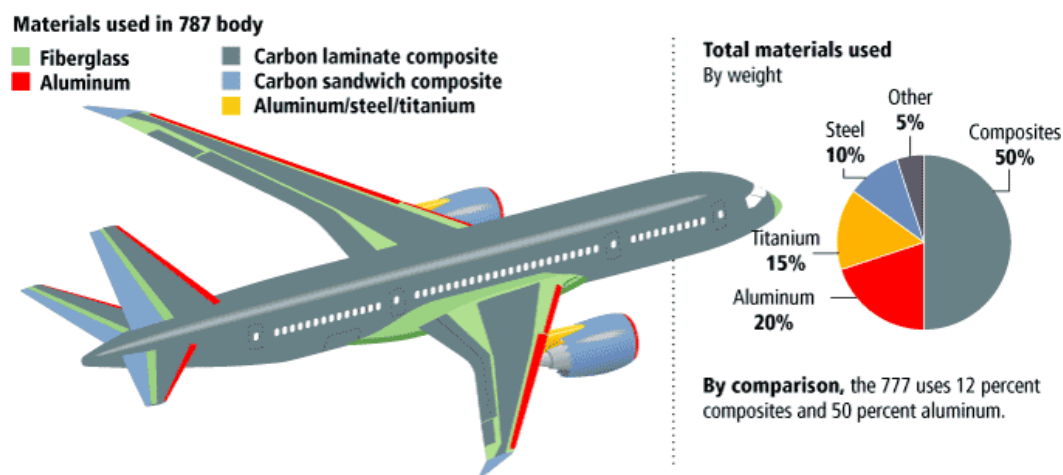 Materials used in 787 body
Fiberglass
Aluminum
Carbon laminate composite
Carbon sandwich composite
Aluminum/steel/titanium
Total materials used
By weight
Other
5%
Steel
10%
Composites
50%
Titanium
15%
Aluminum
20%
By comparison, the 777 uses 12 percent
composites and 50 percent aluminum.